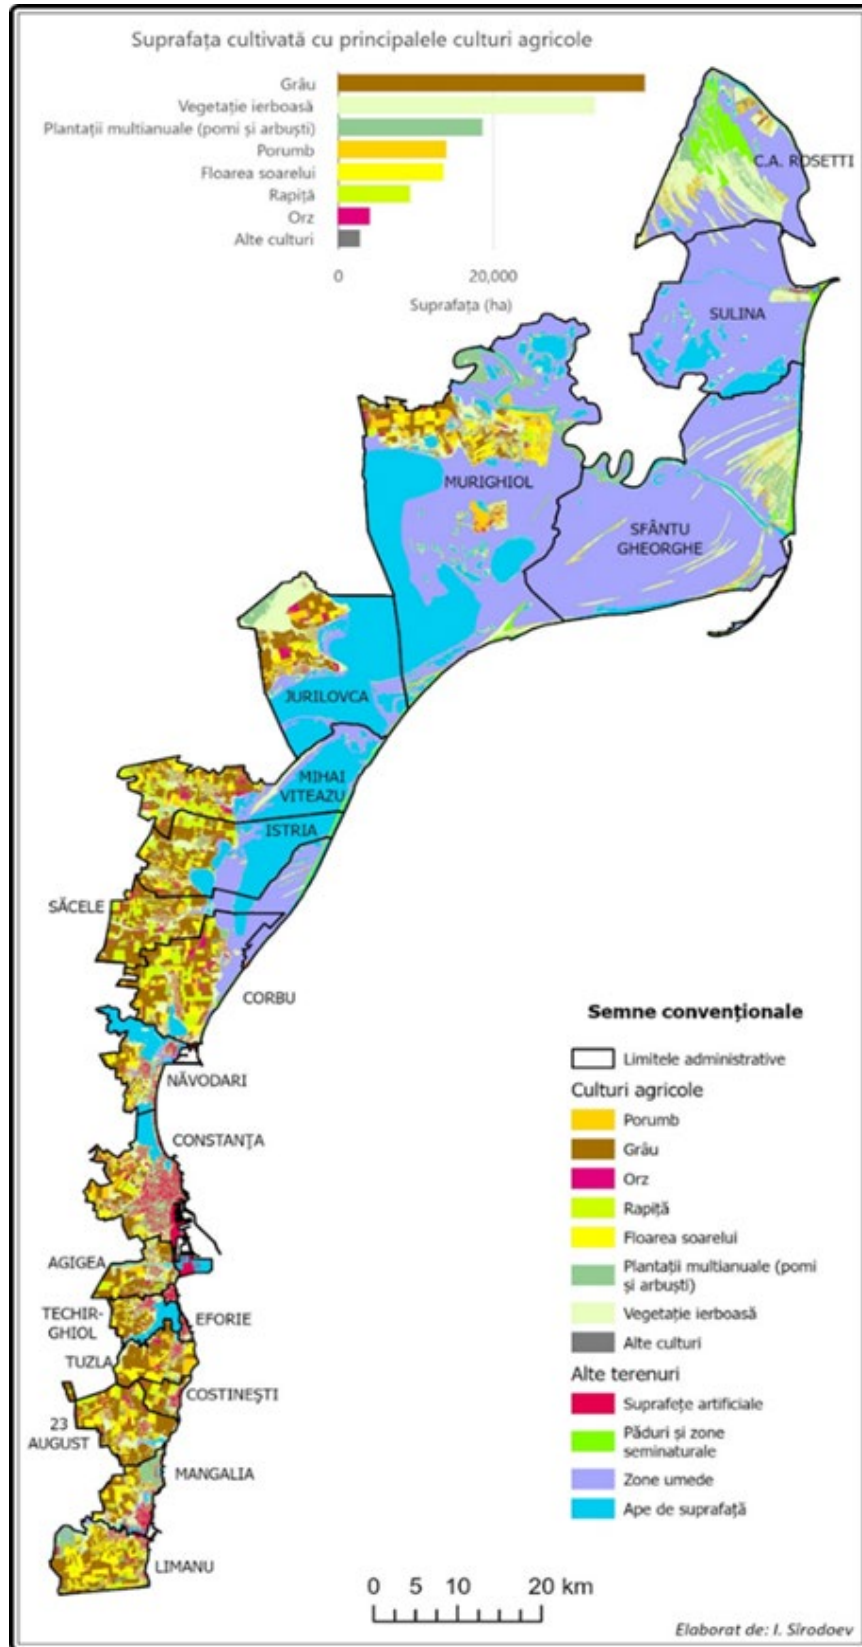 Suprafața cultivată cu principalele culturi agricole
Grâu
Vegetație ierboasă
Plantații multianuale (pomi și arbuști)
Porumb
Floarea soarelui
Rapiță
Orz
Alte culturi
0
20,000
Suprafața (ha)
C.A. ROSETTI
SULINA
MURIGHIOL
SFÂNTU
GHEORGHE
JURILOVCA
MIHAI
VITEAZU
ISTRIA
SĂCELE
CORBU
NĂVODARI
CONSTANŢA
AGIGEA
TECHIR-
GHIOL
EFORIE
TUZLA
COSTINEŞTI
23
AUGUST
MANGALIA
LIMANU
Semne convenționale
Limitele administrative
Culturi agricole
Porumb
Grâu
Orz
Rapiță
Floarea soarelui
Plantații multianuale (pomi
și arbuști)
Vegetație ierboasă
Alte culturi
Alte terenuri
Suprafețe artificiale
Păduri și zone
seminaturale
Zone umede
Ape de suprafață
0 5 10 20 km
Elaborat de: I. Sîrodoev